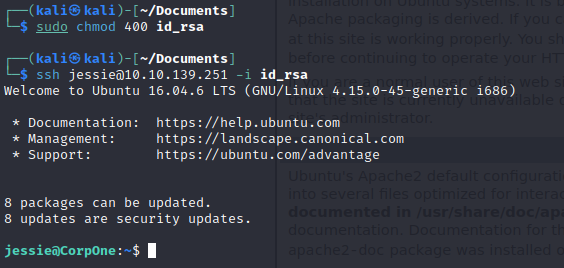 (kali㉿kali)-[~/Documents]
$ sudo chmod 400 id_rsa
(kali㉿kali)-[~/Documents]
$ ssh jessie@10.10.139.251 -i id_rsa
Welcome to Ubuntu 16.04.6 LTS (GNU/Linux 4.15.0-45-generic i686)
* Documentation: https://help.ubuntu.com
* Management: https://landscape.canonical.com
* Support: https://ubuntu.com/advantage
8 packages can be updated.
8 updates are security updates.
jessie@CorpOne:~$
installation on Ubuntu systems. It is b
Apache packaging is derived. If you c
at this site is working properly. You sh
before continuing to operate your HT
you are a normal user of this web s
that the site is currently unavailable
administrator.
Ubuntu's Apache2 default configurati
into several files optimized for intera
documented in /usr/share/doc/apa
documentation. Documentation for th
apache2-doc package was installed o